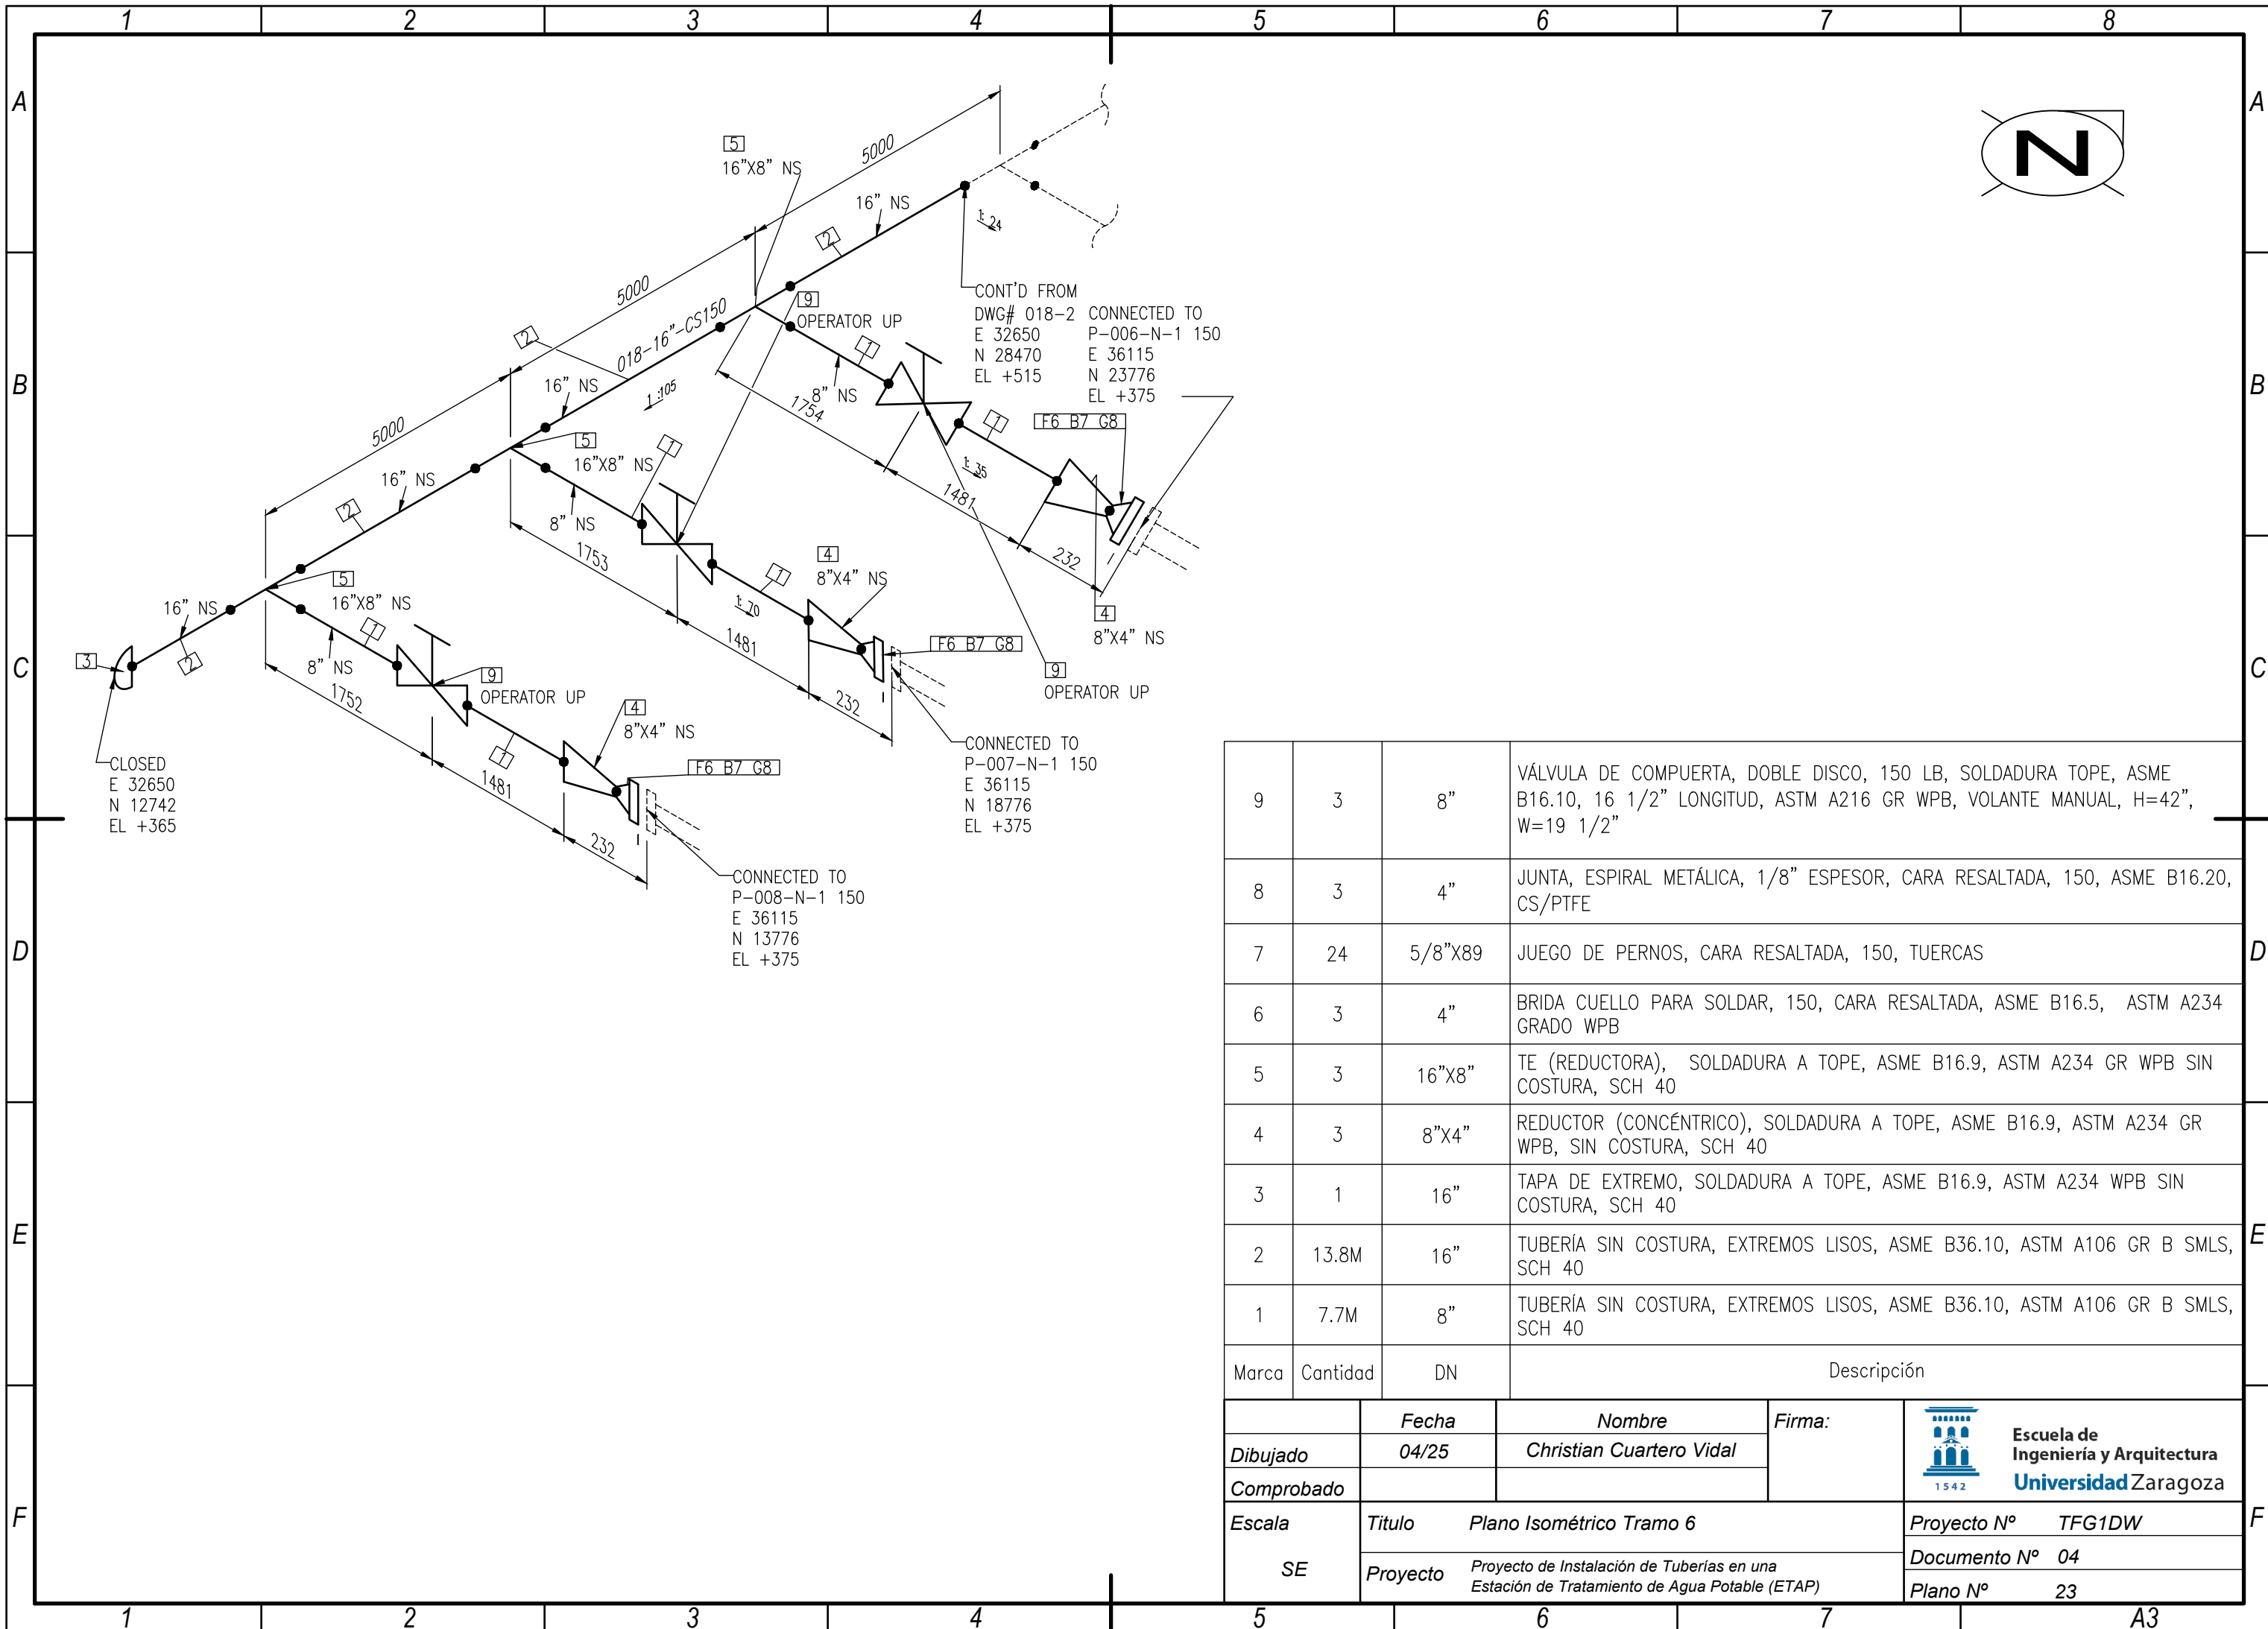 1 2 3 4 5 6 7 8
A A
B B
C C
D D
E E
F F
N
5
16"X8" NS
5000
16" NS
2
1: 24
5000
9
OPERATOR UP
CONT'D FROM
DWG# 018-2
E 32650
N 28470
EL +515
CONNECTED TO
P-006-N-1 150
E 36115
N 23776
EL +375
2
018-16"-CS150
16" NS
1 :105
1
8" NS
1754
1
F6 B7 G8
5000
5
16"X8" NS
1
1: 35
1481
16" NS
2
8" NS
1753
232
4
8"X4" NS
1
1: 70
4
8"X4" NS
5
16"X8" NS
16" NS
1
1481
F6 B7 G8
3
2
8" NS
9
OPERATOR UP
9
OPERATOR UP
1752
232
4
8"X4" NS
CONNECTED TO
P-007-N-1 150
E 36115
N 18776
EL +375
CLOSED
E 32650
N 12742
EL +365
1
F6 B7 G8
1481
232
CONNECTED TO
P-008-N-1 150
E 36115
N 13776
EL +375
9 3 8" VÁLVULA DE COMPUERTA, DOBLE DISCO, 150 LB, SOLDADURA TOPE, ASME
B16.10, 16 1/2" LONGITUD, ASTM A216 GR WPB, VOLANTE MANUAL, H=42",
W=19 1/2"
8 3 4" JUNTA, ESPIRAL METÁLICA, 1/8" ESPESOR, CARA RESALTADA, 150, ASME B16.20,
CS/PTFE
7 24 5/8"X89 JUEGO DE PERNOS, CARA RESALTADA, 150, TUERCAS
6 3 4" BRIDA CUELLO PARA SOLDAR, 150, CARA RESALTADA, ASME B16.5, ASTM A234
GRADO WPB
5 3 16"X8" TE (REDUCTORA), SOLDADURA A TOPE, ASME B16.9, ASTM A234 GR WPB SIN
COSTURA, SCH 40
4 3 8"X4" REDUCTOR (CONCÉNTRICO), SOLDADURA A TOPE, ASME B16.9, ASTM A234 GR
WPB, SIN COSTURA, SCH 40
3 1 16" TAPA DE EXTREMO, SOLDADURA A TOPE, ASME B16.9, ASTM A234 WPB SIN
COSTURA, SCH 40
2 13.8M 16" TUBERÍA SIN COSTURA, EXTREMOS LISOS, ASME B36.10, ASTM A106 GR B SMLS,
SCH 40
1 7.7M 8" TUBERÍA SIN COSTURA, EXTREMOS LISOS, ASME B36.10, ASTM A106 GR B SMLS,
SCH 40
Marca Cantidad DN Descripción
Fecha Nombre Firma:
Dibujado 04/25 Christian Cuartero Vidal
Comprobado
1542
Escuela de
Ingeniería y Arquitectura
Universidad Zaragoza
Escala
SE
Titulo Plano Isométrico Tramo 6
Proyecto Proyecto de Instalación de Tuberías en una
Estación de Tratamiento de Agua Potable (ETAP)
Proyecto Nº TFG1DW
Documento Nº 04
Plano Nº 23
1 2 3 4 5 6 7 A3